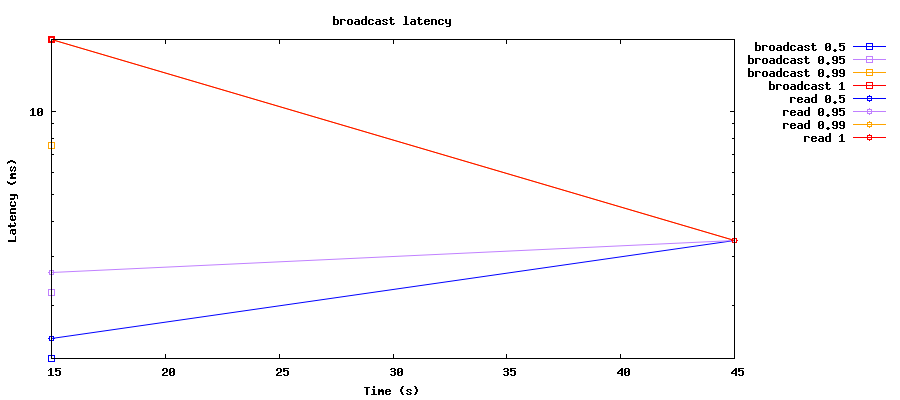 broadcast latency
broadcast 0.5
broadcast 0.95
broadcast 0.99
broadcast 1
read 0.5
read 0.95
read 0.99
read 1
10
Latency (ms)
15 20 25 30 35 40 45
Time (s)